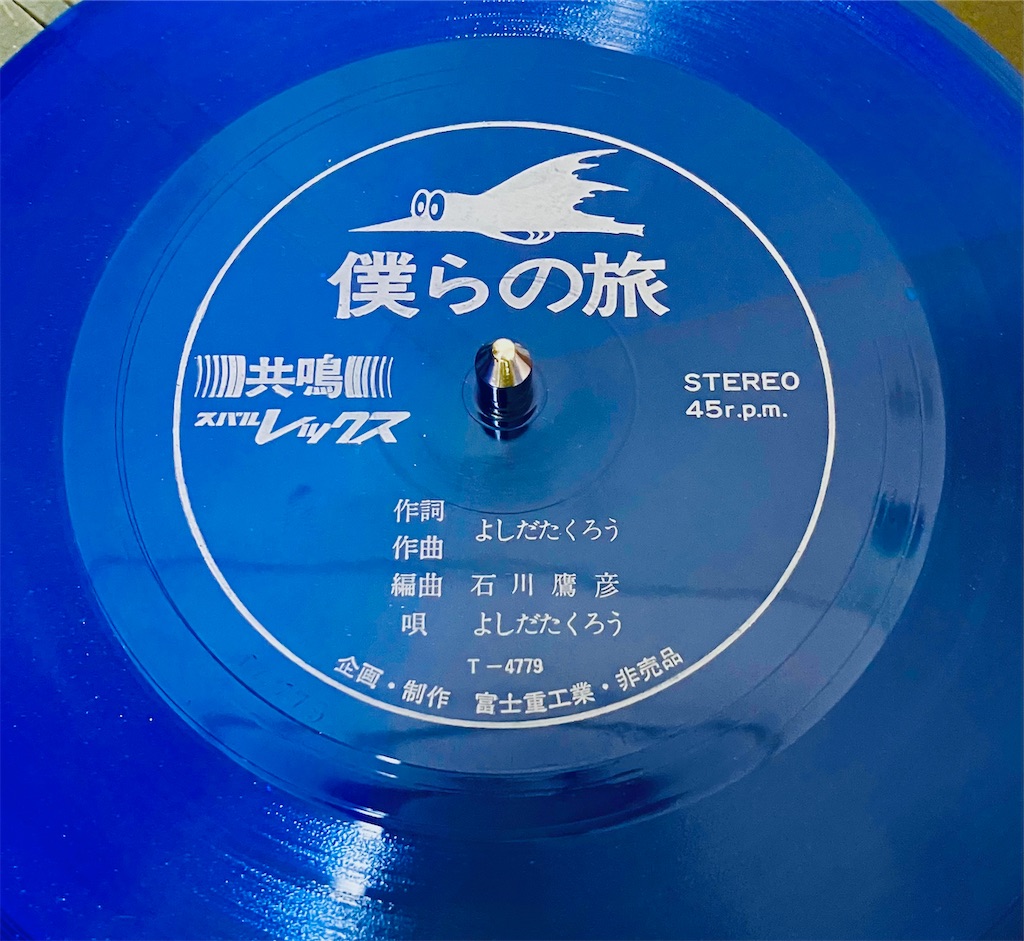 僕らの旅
共鳴
スバルレックス
STEREO
45r.p.m.
作詞
作曲 よしだたくろう
編曲 石川鷹彦
唄 よしだたくろう
T-4779
企画・制作 富士重工業・非売品